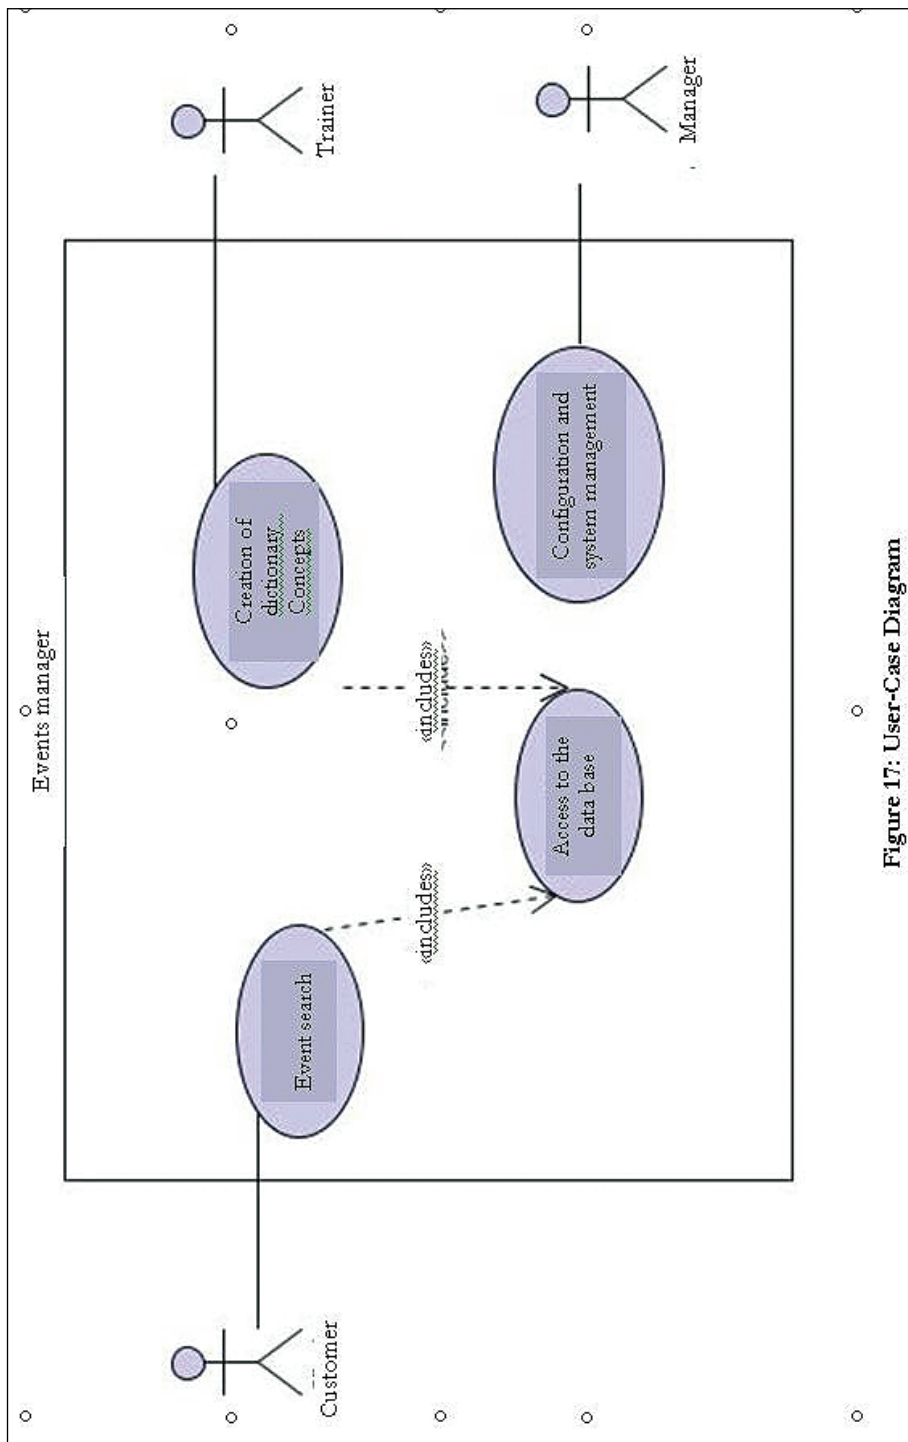 Events manager
Customer
Event search
«includes»
Access to the
data base
«includes»
Creation of
dictionary
Concepts
Trainer
Configuration and
system management
Manager
Figure 17: User-Case Diagram